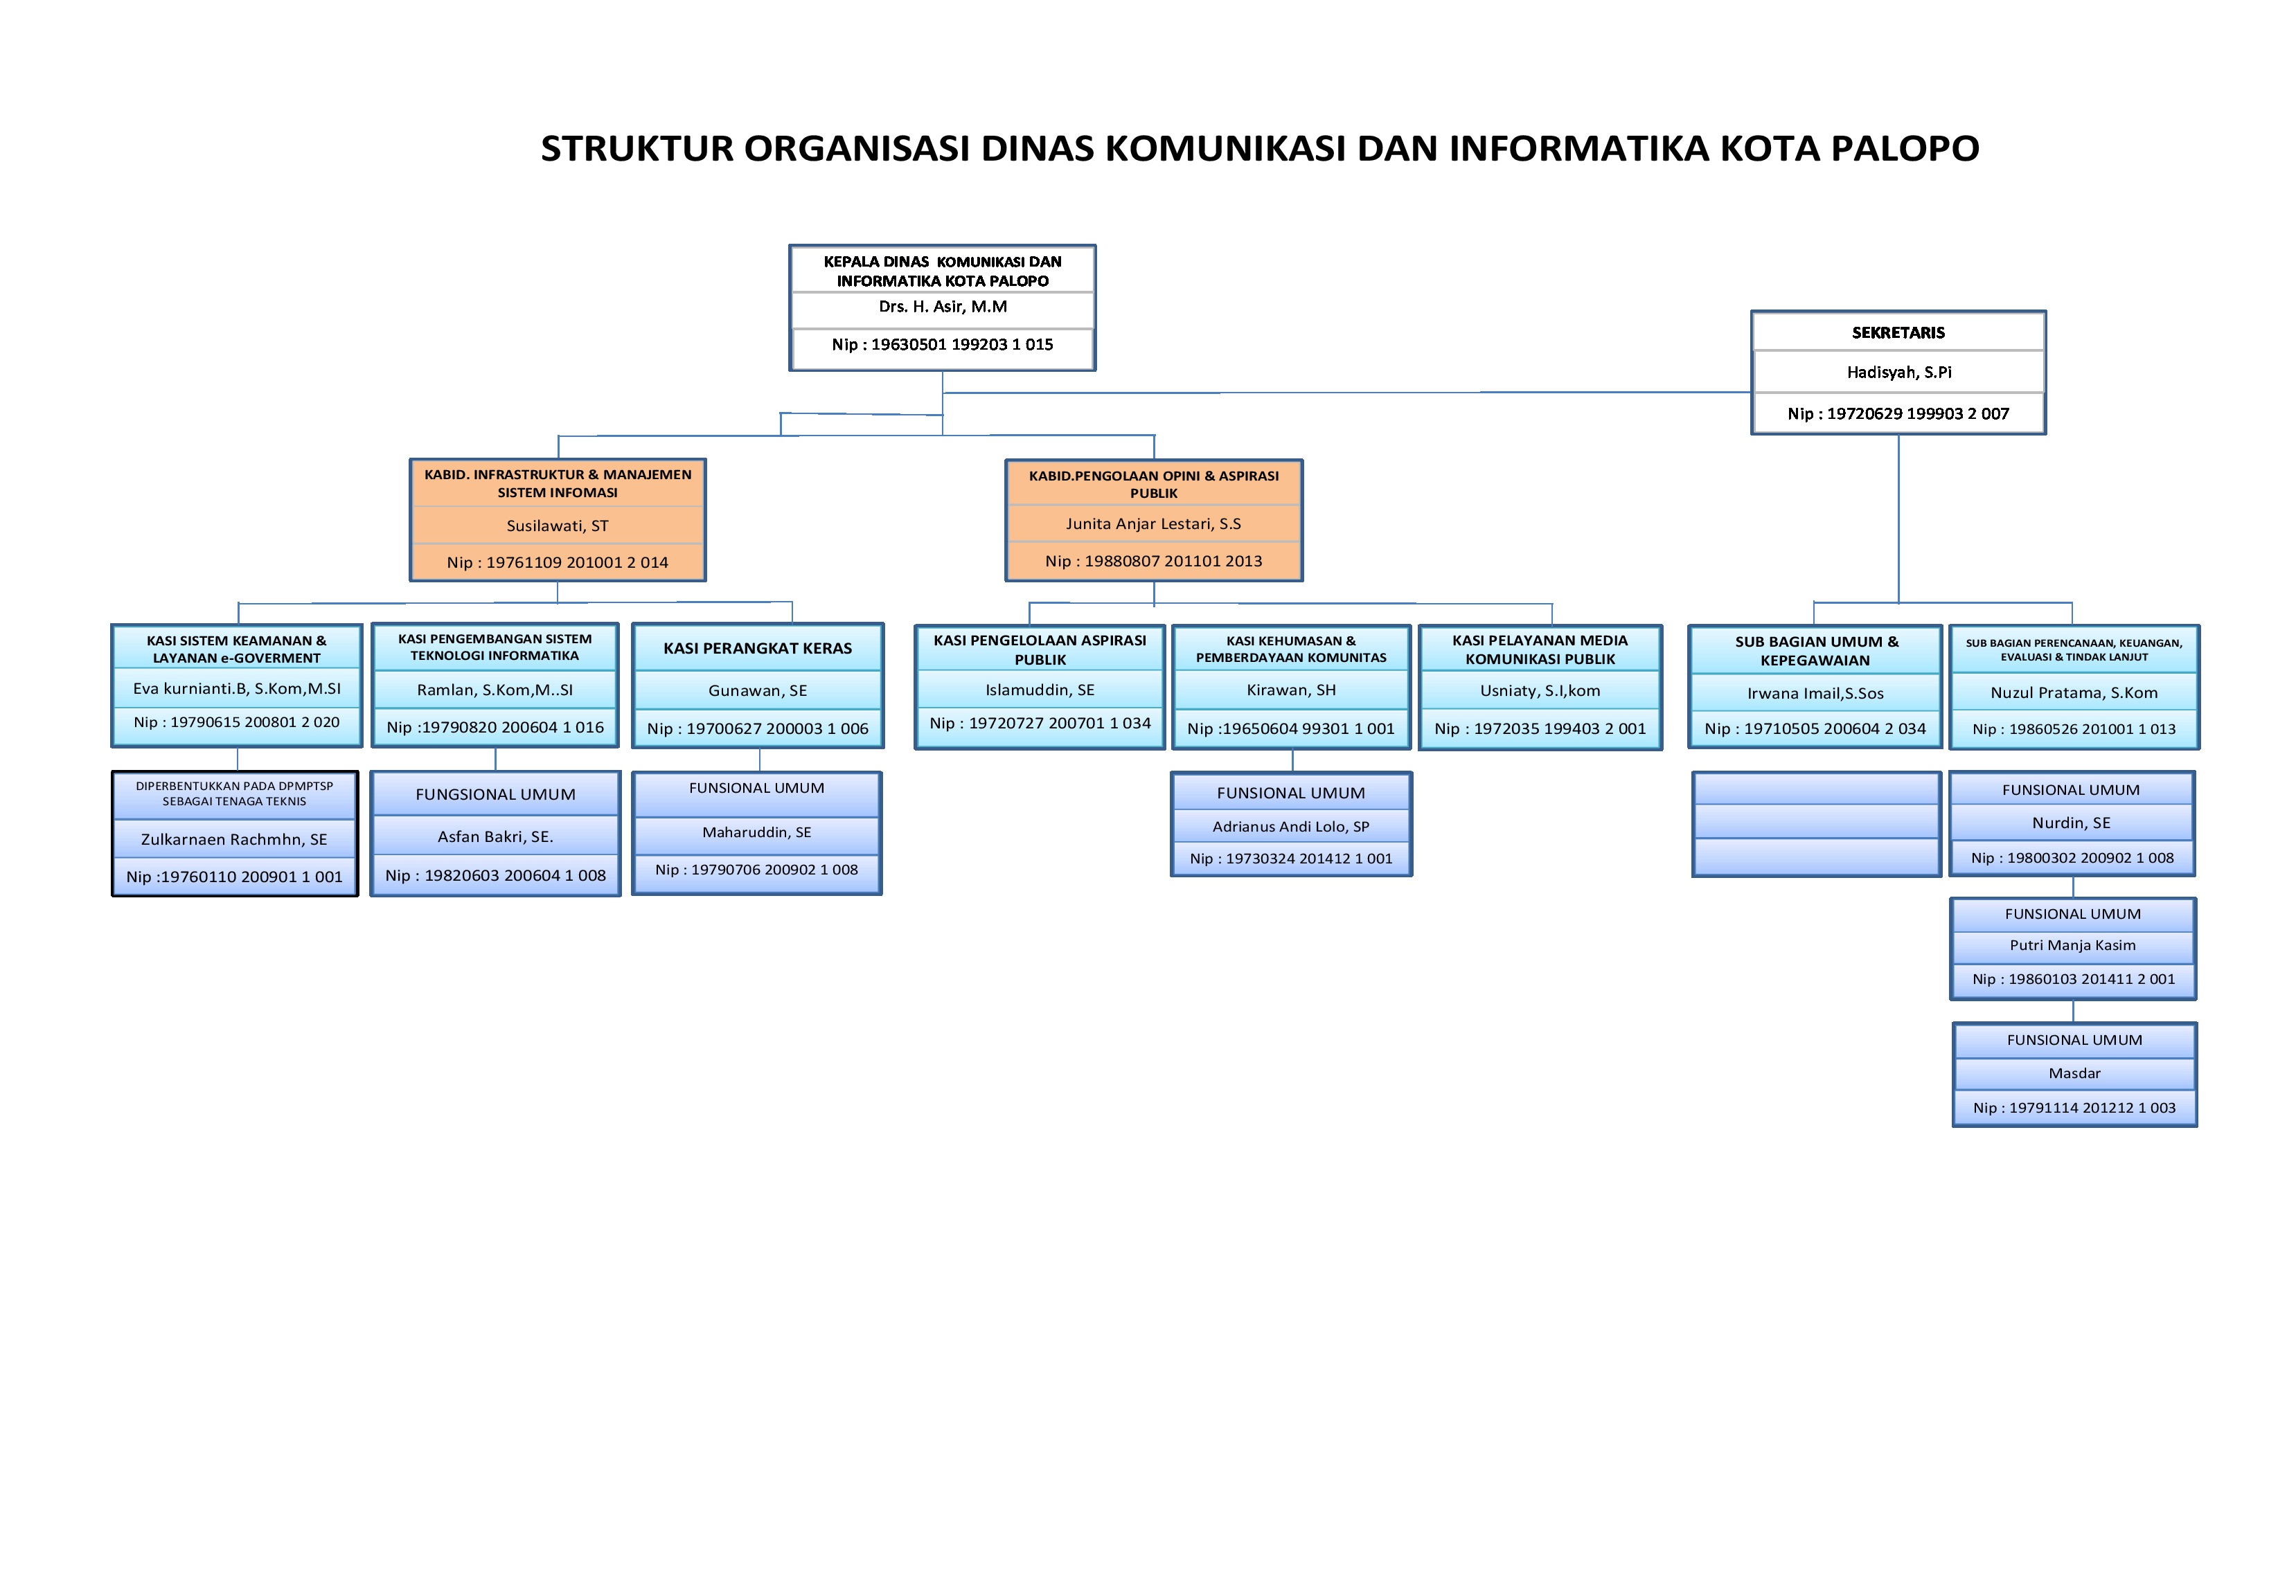 STRUKTUR ORGANISASI DINAS KOMUNIKASI DAN INFORMATIKA KOTA PALOPO
KEPALA DINAS KOMUNIKASI DAN
INFORMATIKA KOTA PALOPO
Drs. H. Asir, M.M
Nip : 19630501 199203 1 015
SEKRETARIS
Hadisyah, S.Pi
Nip : 19720629 199903 2 007
KABID. INFRASTRUKTUR & MANAJEMEN
SISTEM INFOMASI
Susilawati, ST
Nip : 19761109 201001 2 014
KABID.PENGOLAAN OPINI & ASPIRASI
PUBLIK
Junita Anjar Lestari, S.S
Nip : 19880807 201101 2013
KASI SISTEM KEAMANAN &
LAYANAN e-GOVERMENT
Eva kurnianti.B, S.Kom,M.SI
Nip : 19790615 200801 2 020
KASI PENGEMBANGAN SISTEM
TEKNOLOGI INFORMATIKA
Ramlan, S.Kom,M..SI
Nip :19790820 200604 1 016
KASI PERANGKAT KERAS
Gunawan, SE
Nip : 19700627 200003 1 006
KASI PENGELOLAAN ASPIRASI
PUBLIK
Islamuddin, SE
Nip : 19720727 200701 1 034
KASI KEHUMASAN &
PEMBERDAYAAN KOMUNITAS
Kirawan, SH
Nip :19650604 99301 1 001
KASI PELAYANAN MEDIA
KOMUNIKASI PUBLIK
Usniaty, S.I,kom
Nip : 1972035 199403 2 001
SUB BAGIAN UMUM &
KEPEGAWAIAN
Irwana Imail,S.Sos
Nip : 19710505 200604 2 034
SUB BAGIAN PERENCANAAN, KEUANGAN,
EVALUASI & TINDAK LANJUT
Nuzul Pratama, S.Kom
Nip : 19860526 201001 1 013
DIPERBENTUKKAN PADA DPMPTSP
SEBAGAI TENAGA TEKNIS
Zulkarnaen Rachmhn, SE
Nip :19760110 200901 1 001
FUNGSIONAL UMUM
Asfan Bakri, SE.
Nip : 19820603 200604 1 008
FUNSIONAL UMUM
Maharuddin, SE
Nip : 19790706 200902 1 008
FUNSIONAL UMUM
Adrianus Andi Lolo, SP
Nip : 19730324 201412 1 001
FUNSIONAL UMUM
Nurdin, SE
Nip : 19800302 200902 1 008
FUNSIONAL UMUM
Putri Manja Kasim
Nip : 19860103 201411 2 001
FUNSIONAL UMUM
Masdar
Nip : 19791114 201212 1 003